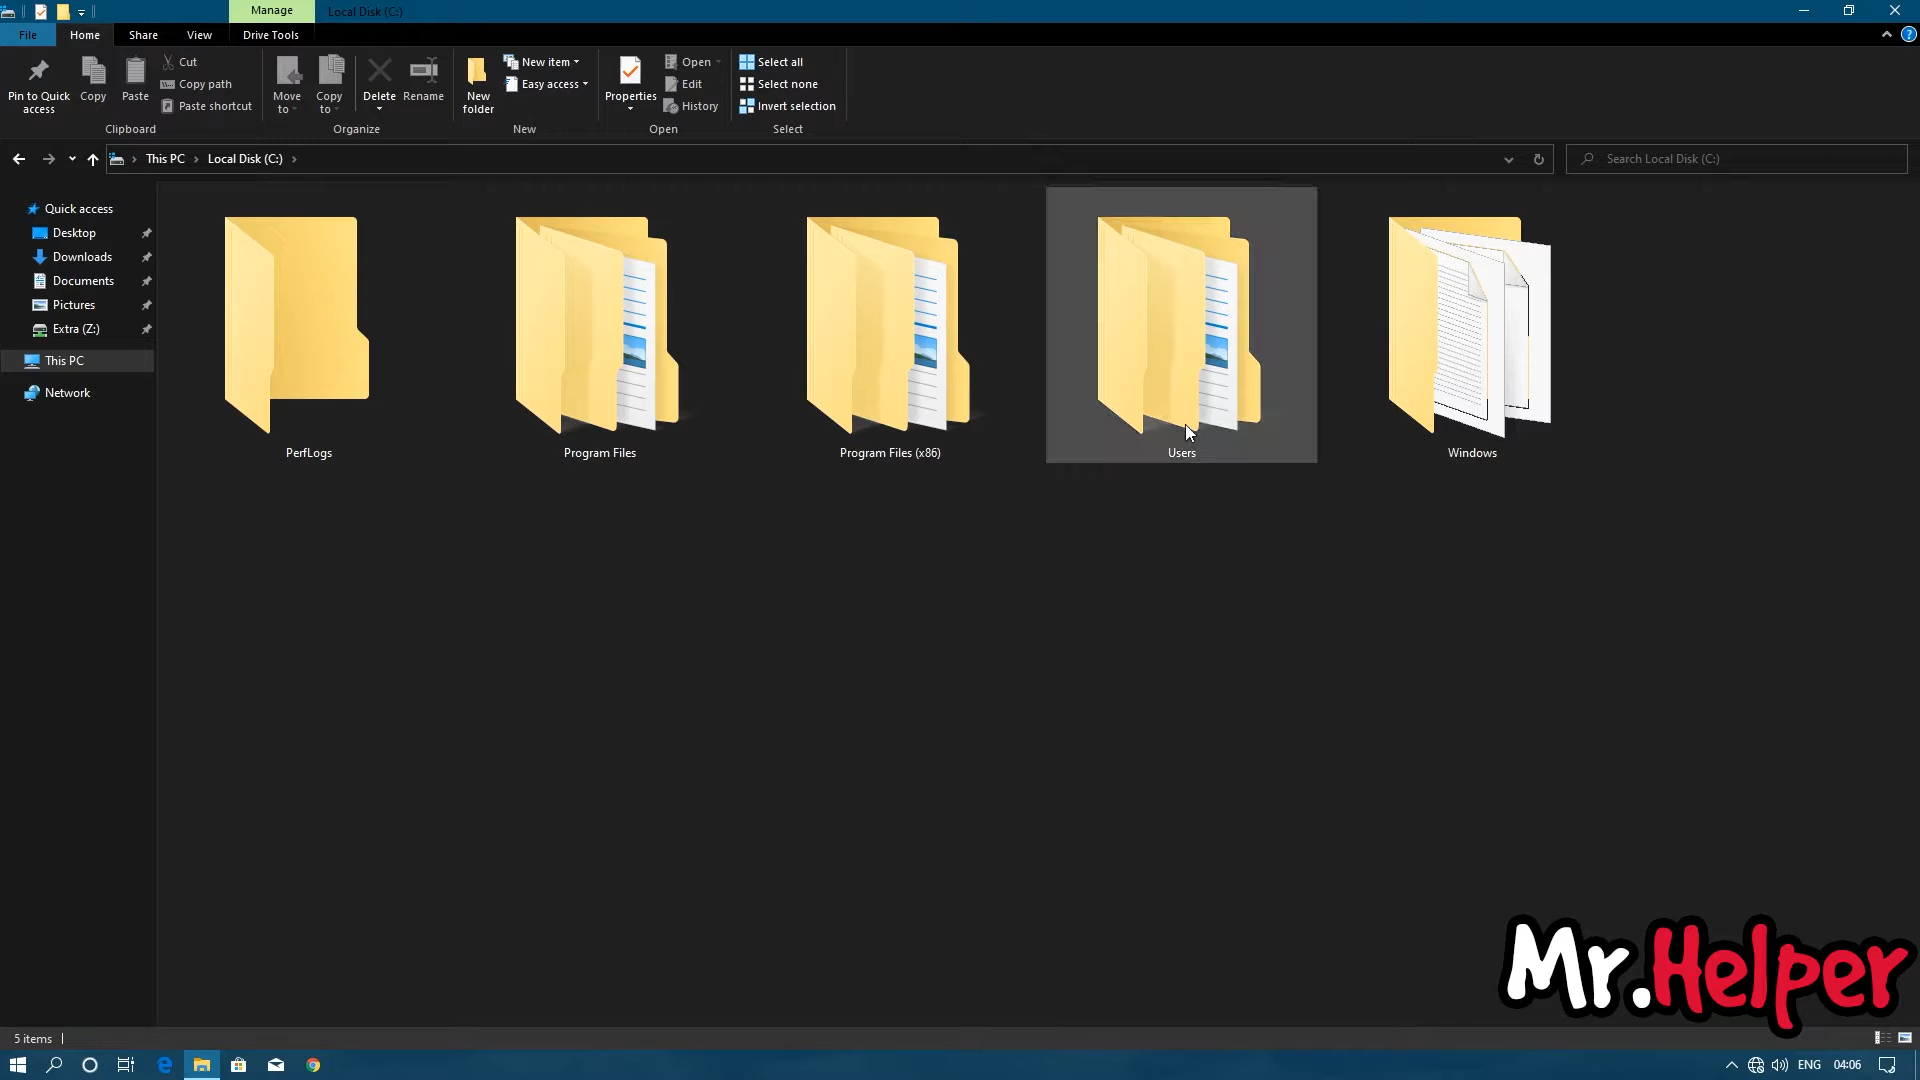 Manage
Local Disk (C:)
File
Home
Share
View
Drive Tools
Pin to Quick access
Copy
Paste
Cut
Copy path
Paste shortcut
Clipboard
Move to
Copy to
Delete
Rename
Organize
New folder
New item
Easy access
New
Properties
Open
Edit
History
Open
Select all
Select none
Invert selection
Select
This PC
Local Disk (C:)
Search Local Disk (C:)
Quick access
Desktop
Downloads
Documents
Pictures
Extra (Z:)
This PC
Network
PerfLogs
Program Files
Program Files (x86)
Users
Windows
Mr.Helper
5 items
ENG
04:06